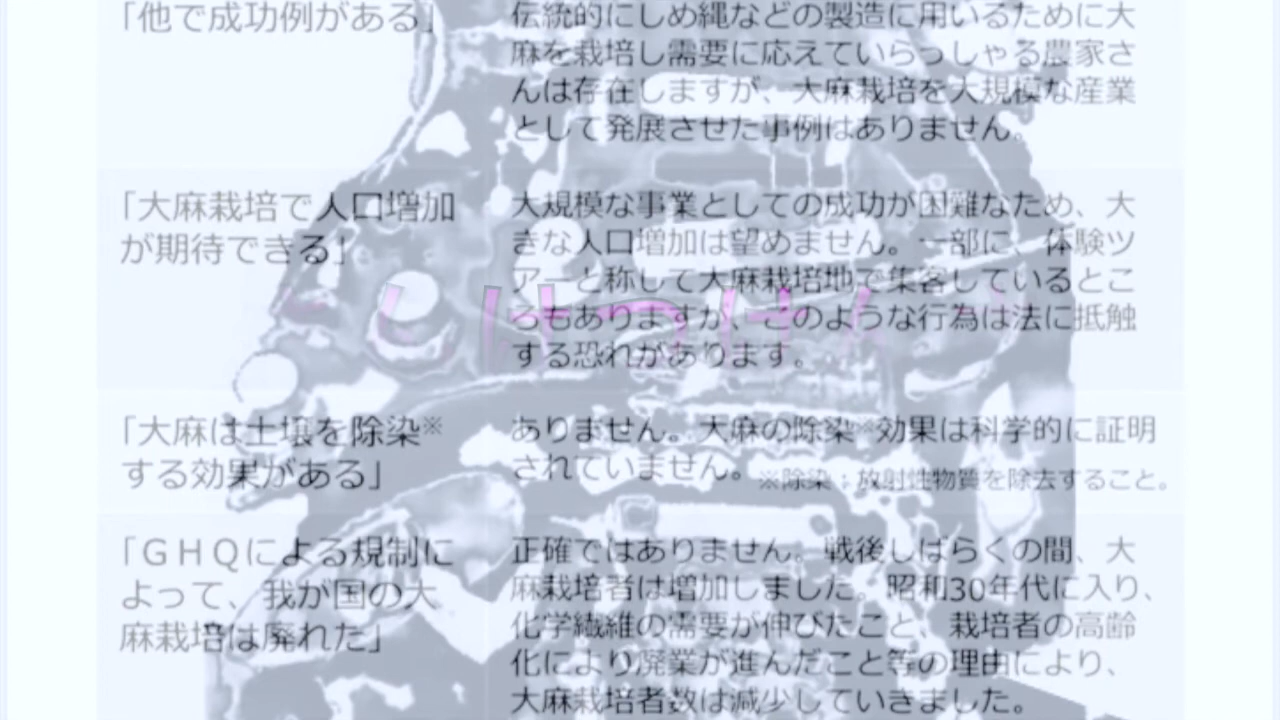 「他で成功例がある」
伝統的にしめ縄などの製造に用いるために大
麻を栽培し需要に応えていらっしゃる農家さ
んは存在しますが、大麻栽培を大規模な産業
として発展させた事例はありません。
「大麻栽培で人口増加
が期待できる」
大規模な事業としての成功が困難なため、大
きな人口増加は望めません。一部に、体験ツ
アーと称して大麻栽培地で集客しているとこ
ろもありますが、このような行為は法に抵触
する恐れがあります。
「大麻は土壌を除染※
する効果がある」
ありません。大麻の除染※効果は科学的に証明
されていません。
※除染：放射性物質を除去すること。
「ＧＨＱによる規制に
よって、我が国の大
麻栽培は廃れた」
正確ではありません。戦後しばらくの間、大
麻栽培者は増加しました。昭和30年代に入り、
化学繊維の需要が伸びたこと、栽培者の高齢
化により廃業が進んだこと等の理由により、
大麻栽培者数は減少していきました。